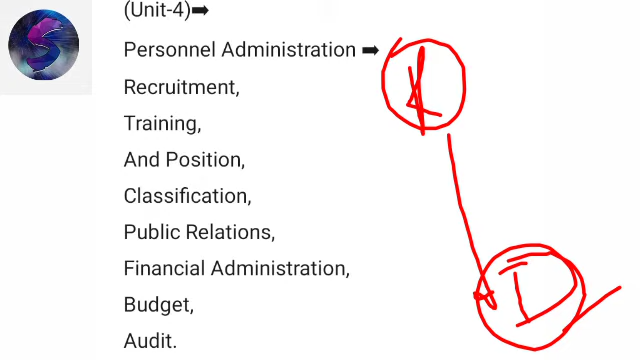 (Unit-4)➡
Personnel Administration ➡
Recruitment,
Training,
And Position,
Classification,
Public Relations,
Financial Administration,
Budget,
Audit.
D